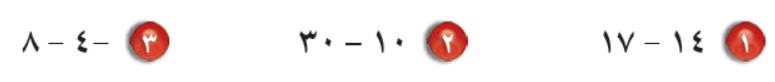 ١ ١٤ – ١٧ ٢ ١٠ – ٣٠ ٣ –٤ – ٨